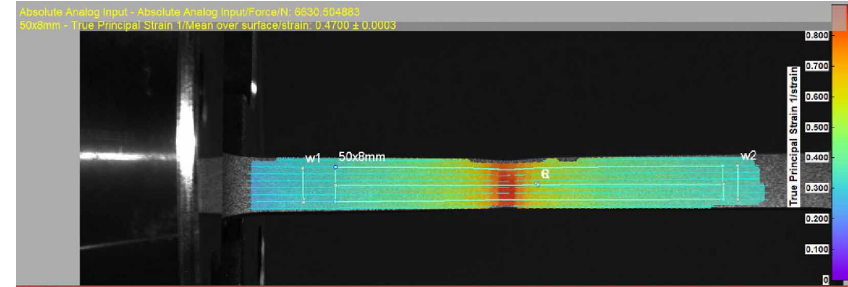 Absolute Analog Input - Absolute Analog Input/Force/N: 6630.504883
50x8mm - True Principal Strain 1/Mean over surface/strain: 0.4700 ± 0.0003
w1
50x8mm
w2
True Principal Strain 1/strain
0.800
0.700
0.600
0.500
0.400
0.300
0.200
0.100
0